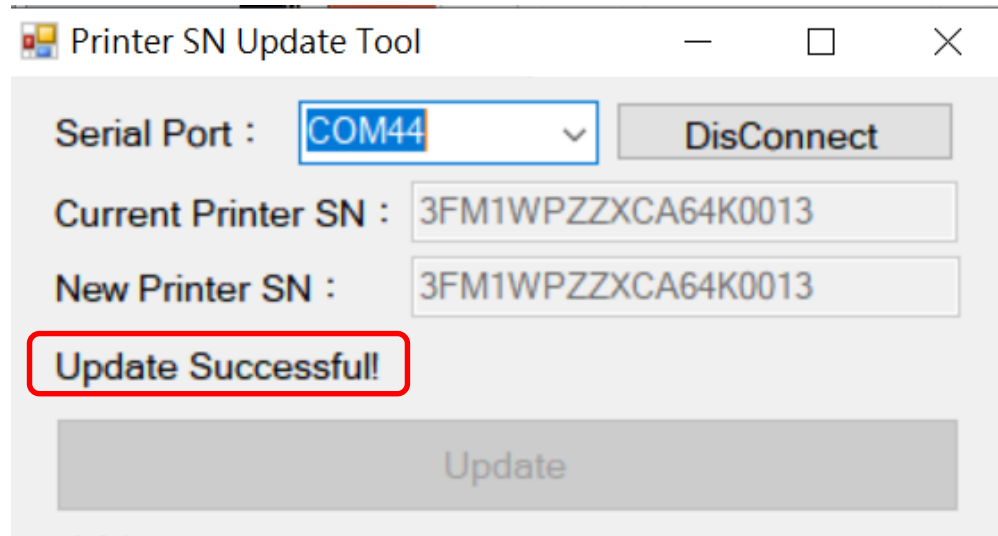 Printer SN Update Tool
Serial Port : COM44 DisConnect
Current Printer SN : 3FM1WPZZXCA64K0013
New Printer SN : 3FM1WPZZXCA64K0013
Update Successful!
Update